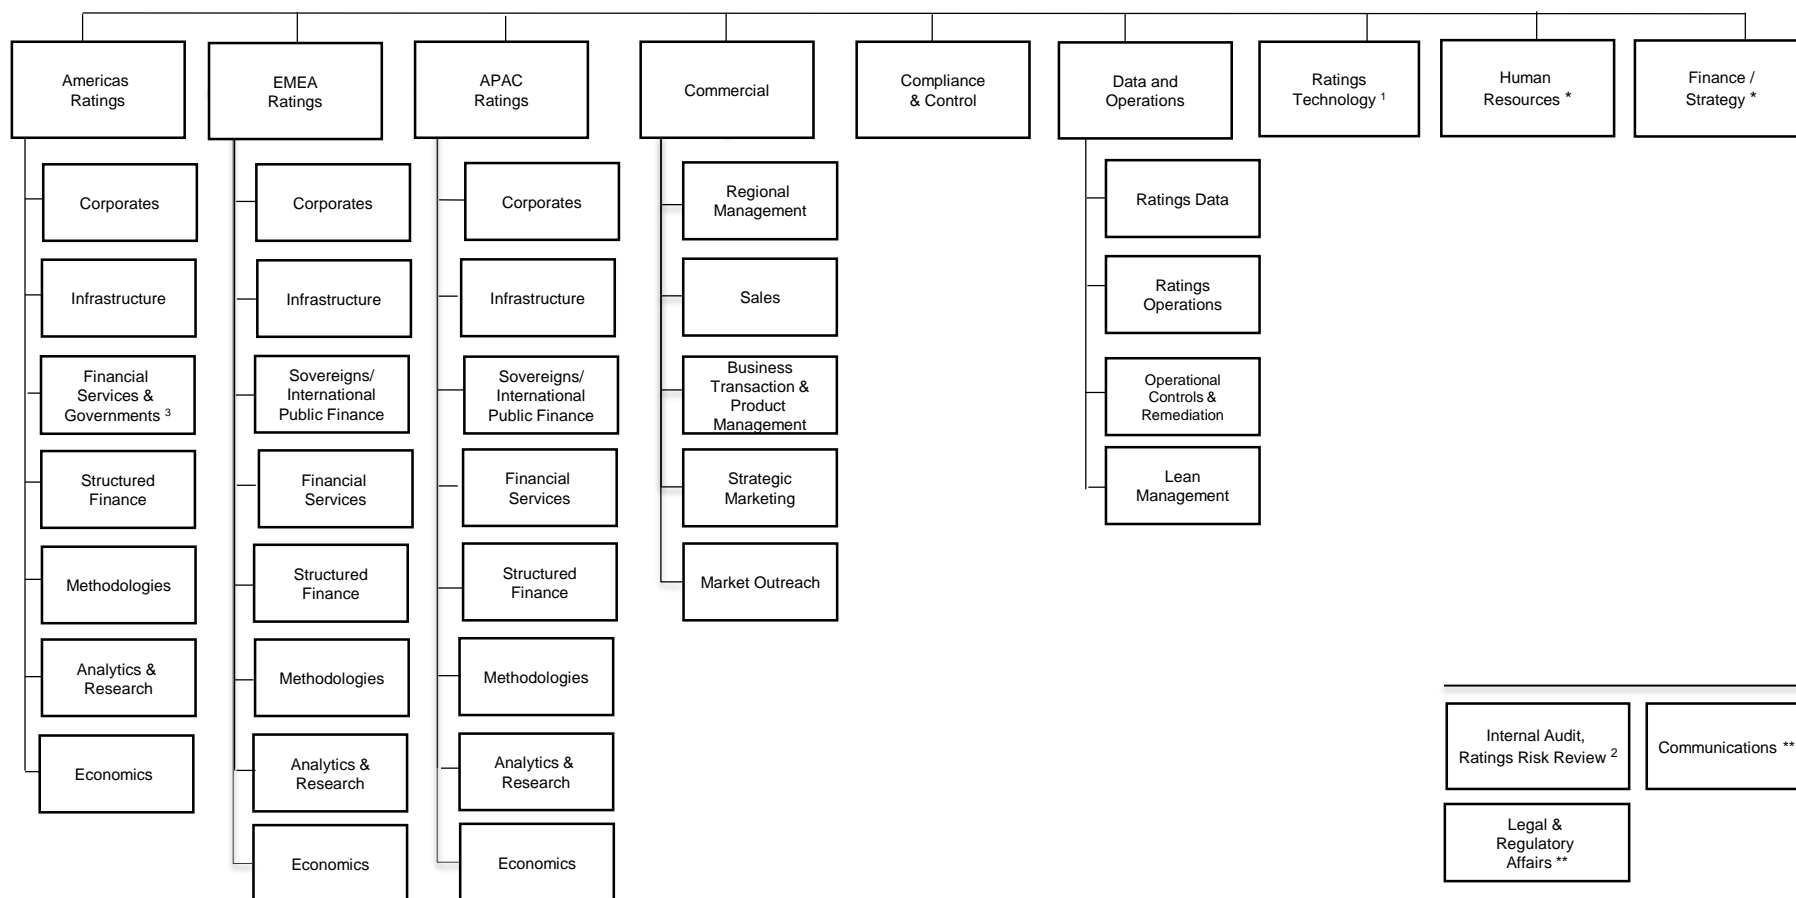 Americas
Ratings
EMEA
Ratings
APAC
Ratings
Commercial
Compliance
& Control
Data and
Operations
Ratings
Technology ¹
Human
Resources *
Finance /
Strategy *
Corporates
Infrastructure
Financial
Services &
Governments ³
Structured
Finance
Methodologies
Analytics &
Research
Economics
Corporates
Infrastructure
Sovereigns/
International
Public Finance
Financial
Services
Structured
Finance
Methodologies
Analytics &
Research
Economics
Corporates
Infrastructure
Sovereigns/
International
Public Finance
Financial
Services
Structured
Finance
Methodologies
Analytics &
Research
Economics
Regional
Management
Sales
Business
Transaction &
Product
Management
Strategic
Marketing
Market Outreach
Ratings Data
Ratings
Operations
Operational
Controls &
Remediation
Lean
Management
Internal Audit,
Ratings Risk Review ²
Communications **
Legal &
Regulatory
Affairs **